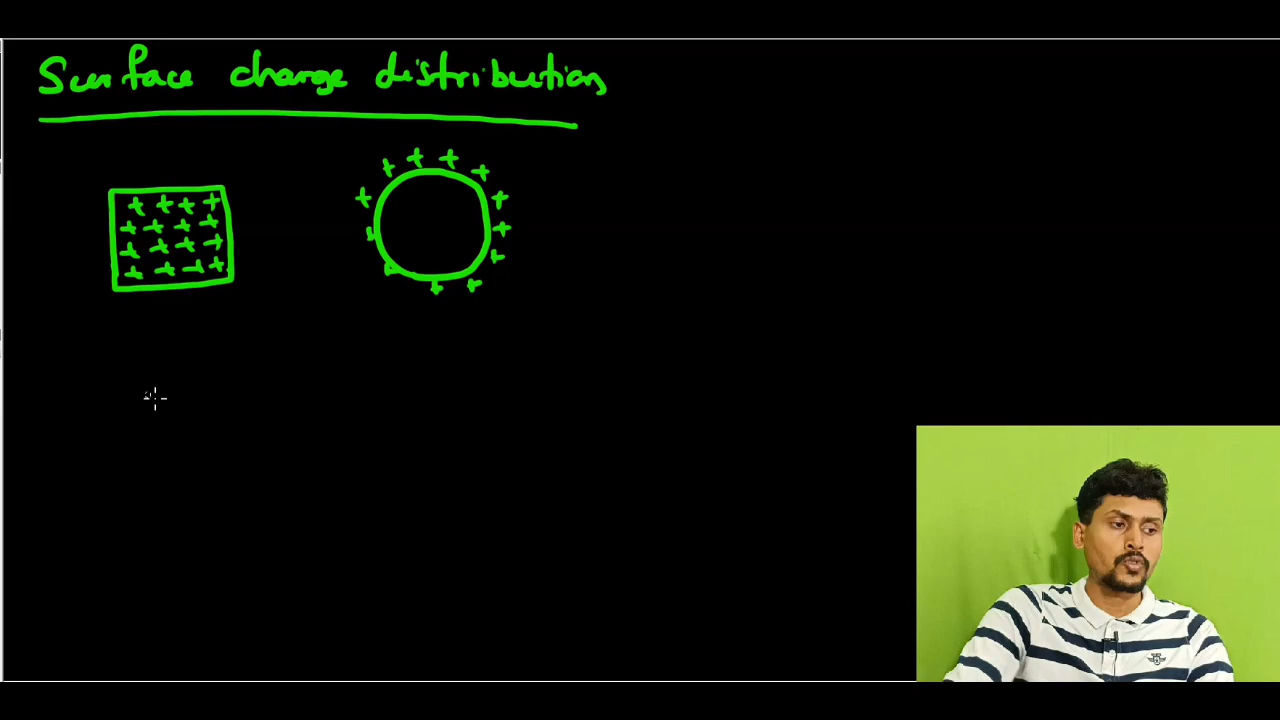 Surface charge distribution
+ + + +
+ + + +
+ + + +
+ + + +
+ + + + + + + + + + + + +